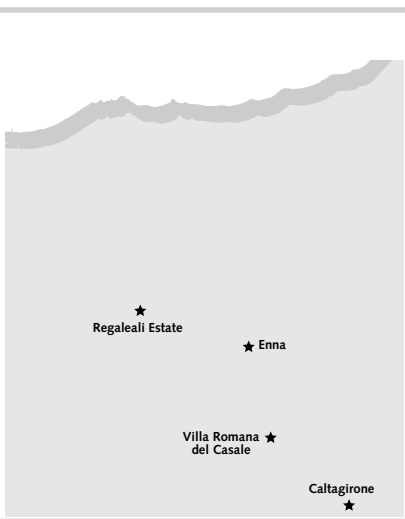 Regaleali Estate
Enna
Villa Romana
del Casale
Caltagirone